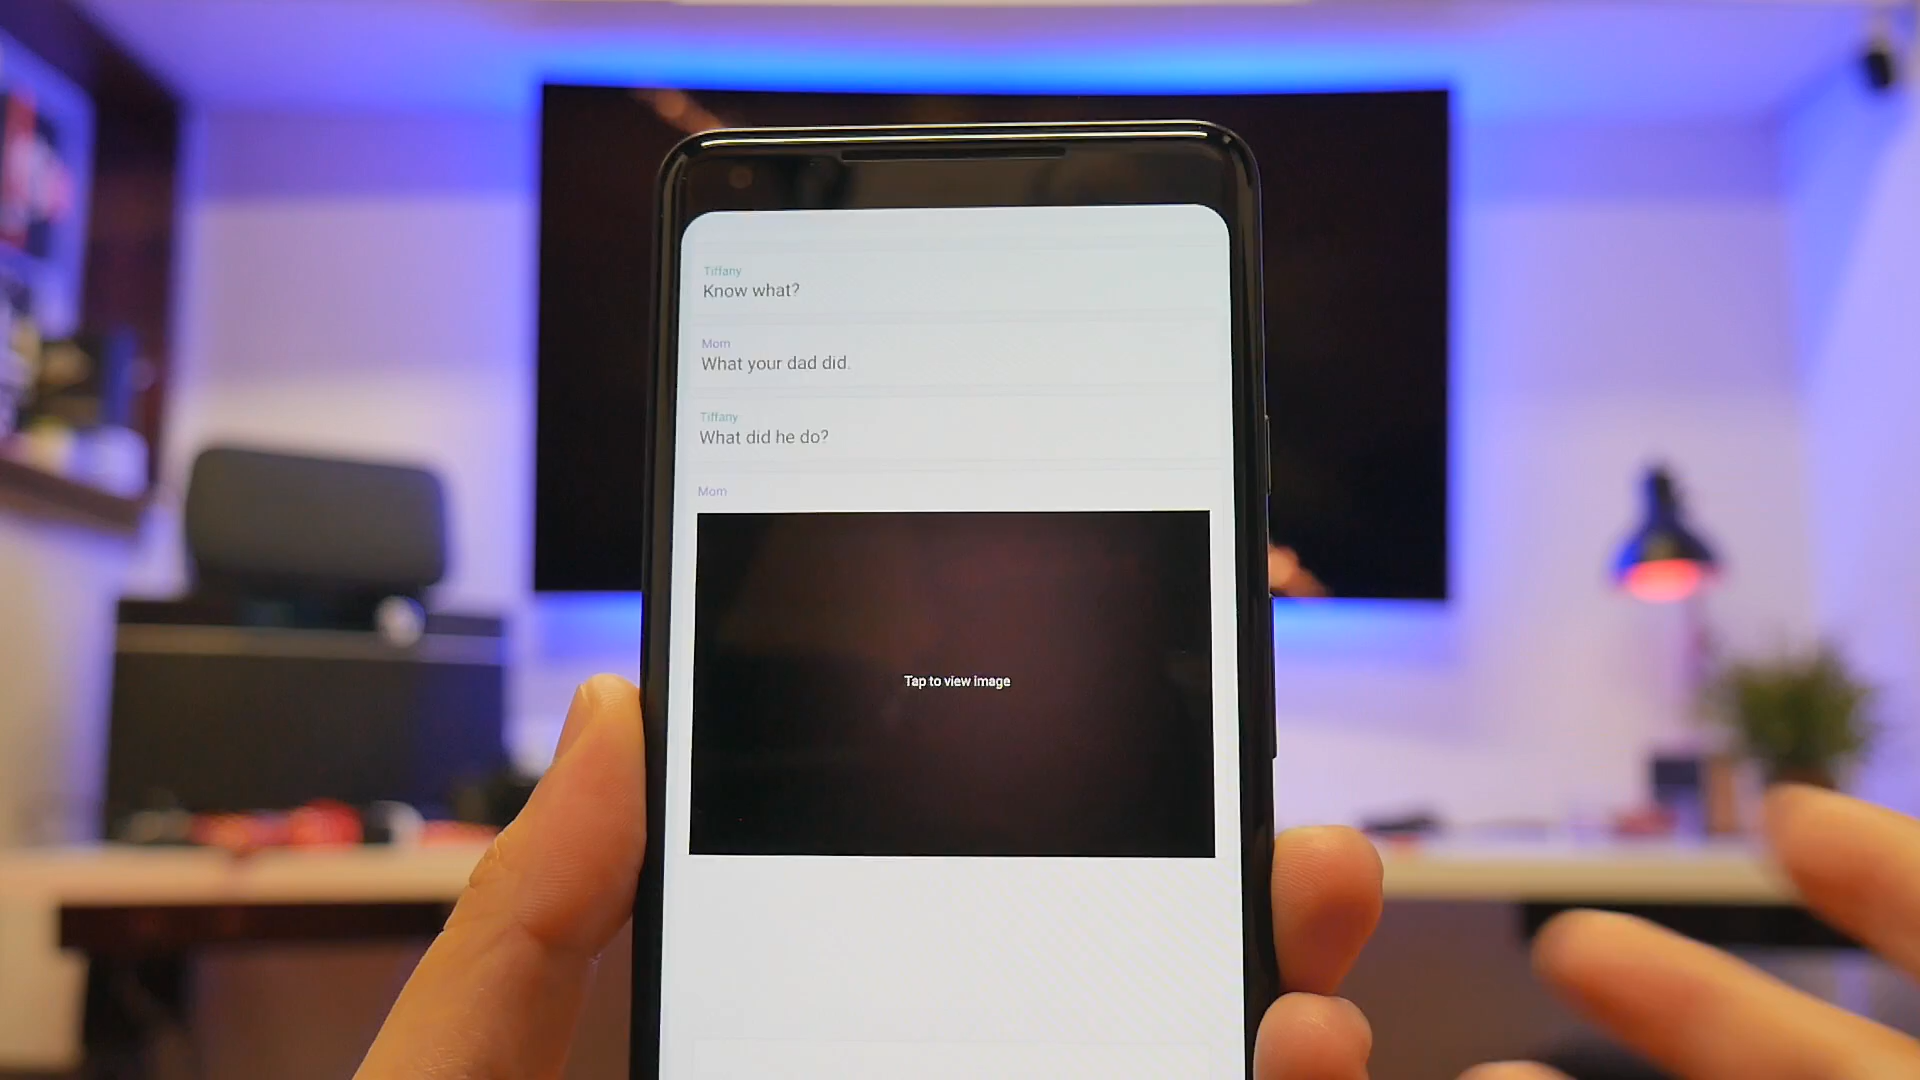 Tiffany
Know what?
Mom
What your dad did.
Tiffany
What did he do?
Mom
Tap to view image